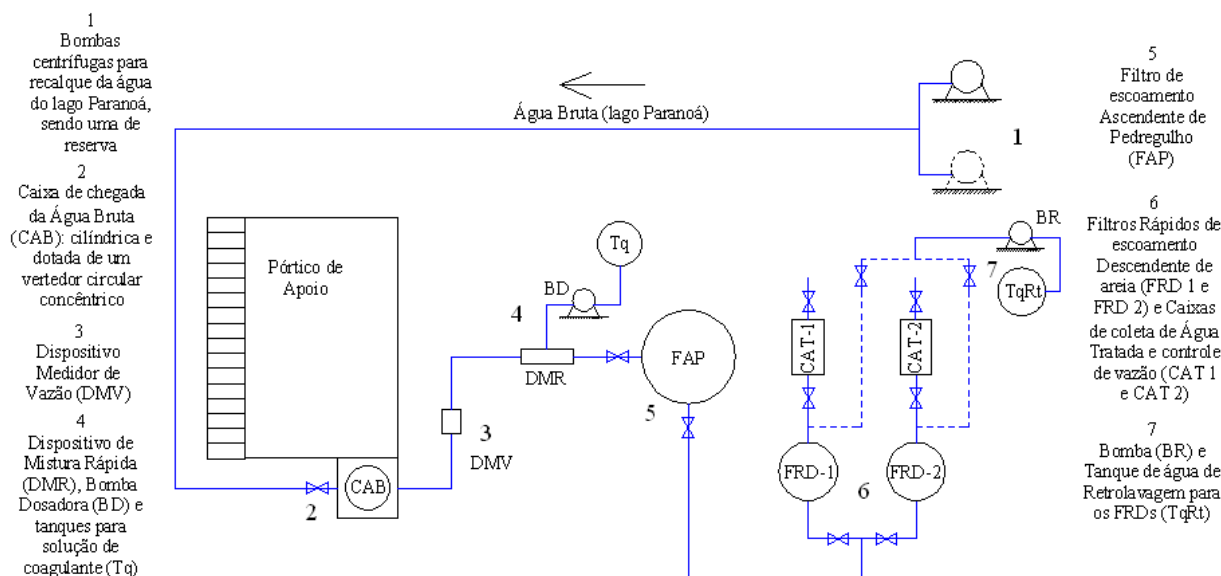 1
Bombas
centrífugas para
recalque da água
do lago Paranoá,
sendo uma de
reserva
2
Caixa de chegada
da Água Bruta
(CAB): cilíndrica e
dotada de um
vertedor circular
concêntrico
3
Dispositivo
Medidor de
Vazão (DMV)
4
Dispositivo de
Mistura Rápida
(DMR), Bomba
Dosadora (BD) e
tanques para
solução de
coagulante (Tq)
Água Bruta (lago Paranoá)
1
Pórtico de
Apoio
CAB
2
3
DMV
4
BD
Tq
DMR
FAP
5
CAT-1
CAT-2
FRD-1
FRD-2
6
BR
7
TqRt
5
Filtro de
escoamento
Ascendente de
Pedregulho
(FAP)
6
Filtros Rápidos de
escoamento
Descendente de
areia (FRD 1 e
FRD 2) e Caixas
de coleta de Água
Tratada e controle
de vazão (CAT 1
e CAT 2)
7
Bomba (BR) e
Tanque de água de
Retrolavagem para
os FRDs (TqRt)